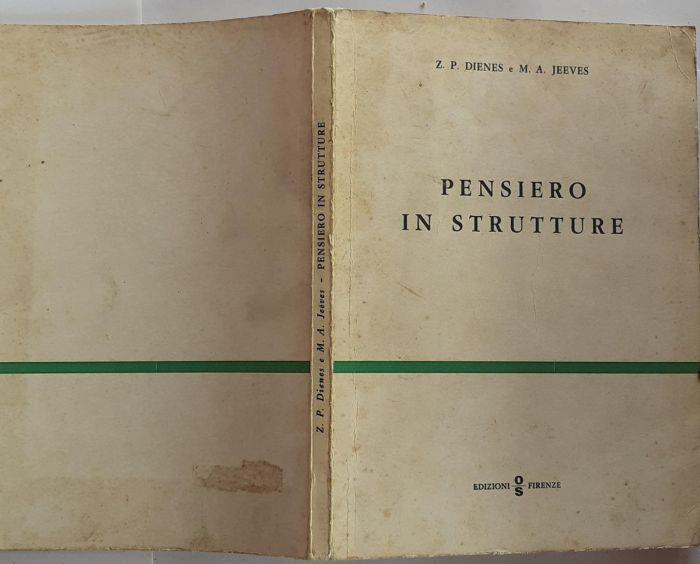 Z. P. DIENES e M. A. JEEVES
PENSIERO
IN STRUTTURE
EDIZIONI OS FIRENZE
Z. P. Dienes e M. A. Jeeves - PENSIERO IN STRUTTURE